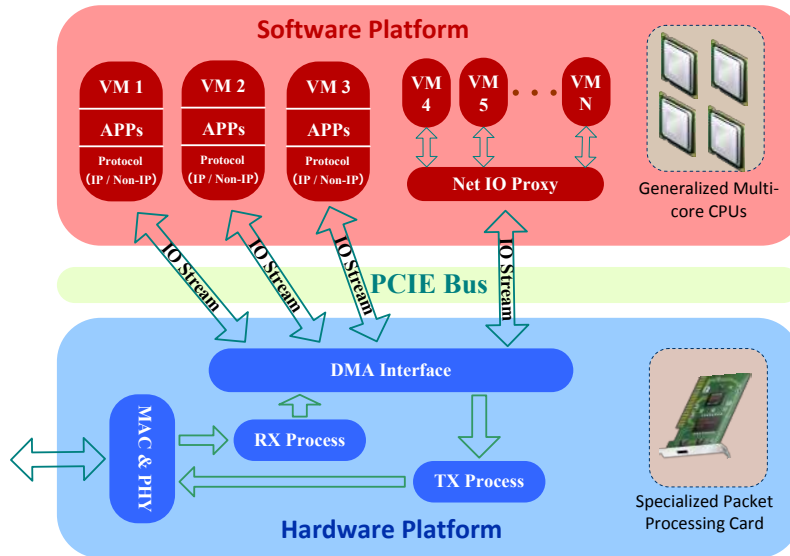 Software Platform
VM 1
APPs
Protocol
(IP / Non-IP)
VM 2
APPs
Protocol
(IP / Non-IP)
VM 3
APPs
Protocol
(IP / Non-IP)
VM
4
VM
5
. . .
VM
N
Net IO Proxy
Generalized Multi-
core CPUs
IO Stream
IO Stream
IO Stream
IO Stream
PCIE Bus
DMA Interface
MAC & PHY
RX Process
TX Process
Specialized Packet
Processing Card
Hardware Platform